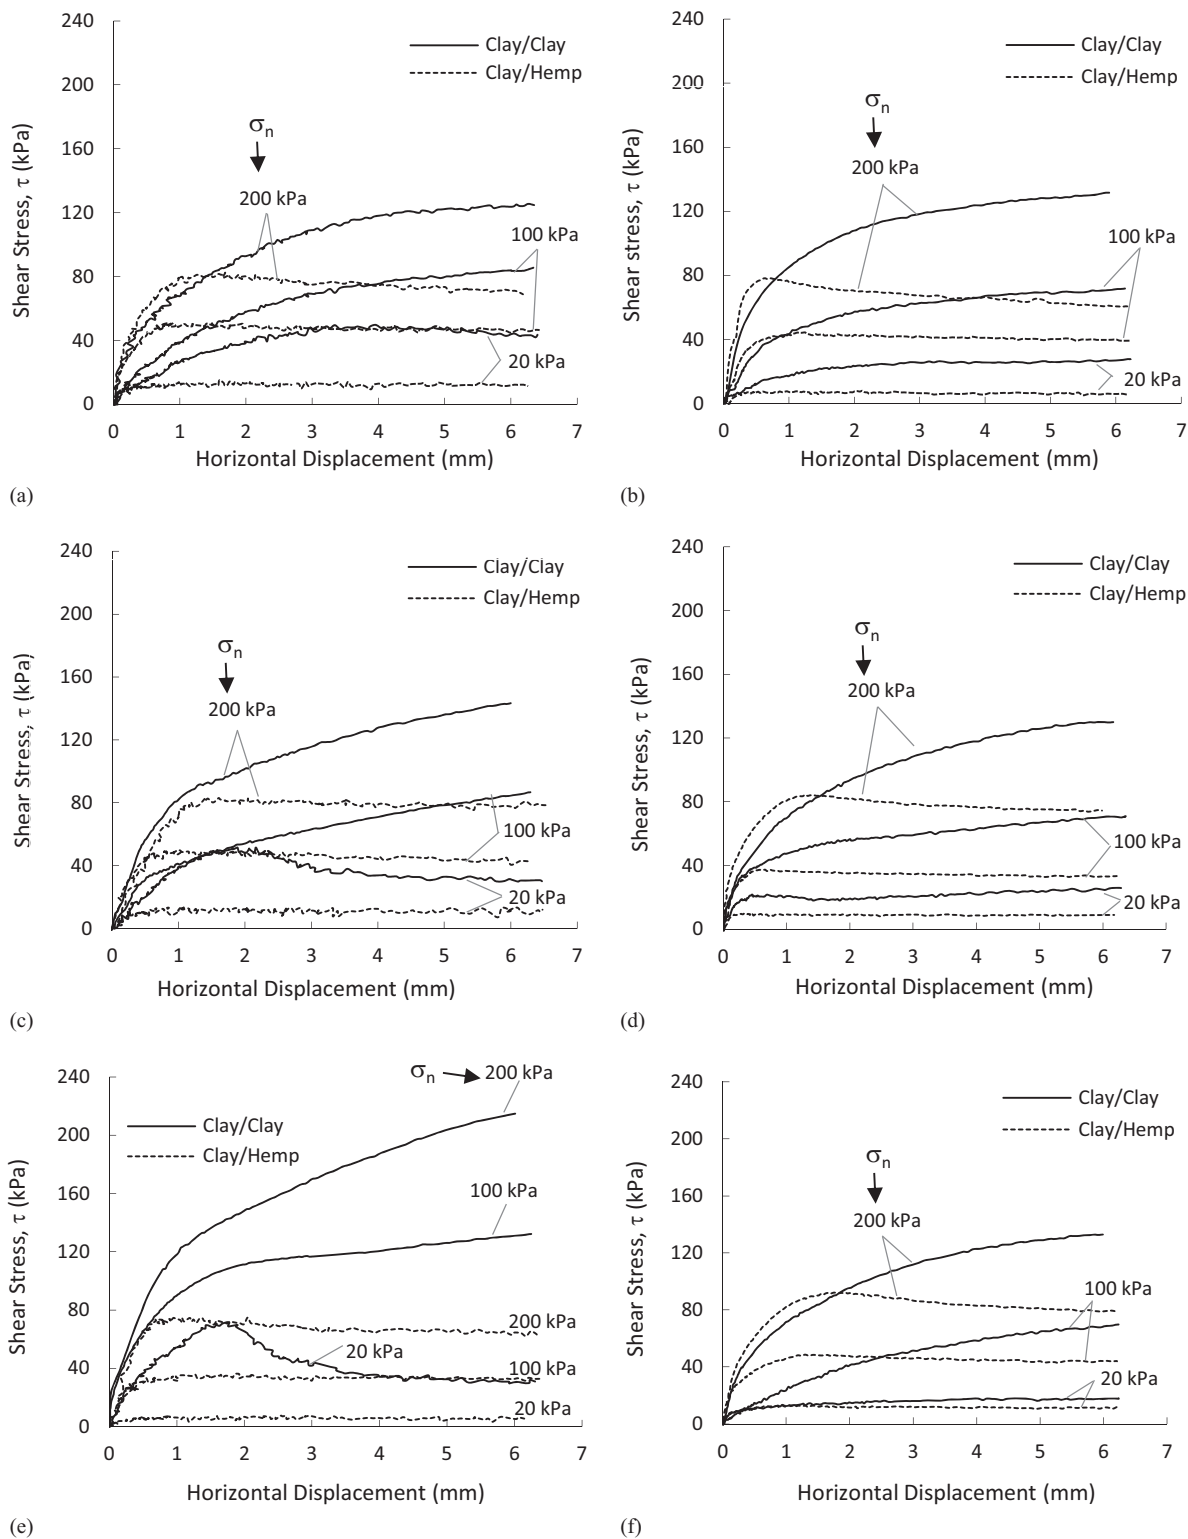 240
200
160
120
80
40
0
Shear Stress, τ (kPa)
Clay/Clay
Clay/Hemp
σn
200 kPa
100 kPa
20 kPa
0 1 2 3 4 5 6 7
Horizontal Displacement (mm)
(a)
240
200
160
120
80
40
0
Shear stress, τ (kPa)
Clay/Clay
Clay/Hemp
σn
200 kPa
100 kPa
20 kPa
0 1 2 3 4 5 6 7
Horizontal Displacement (mm)
(b)
240
200
160
120
80
40
0
Shear Stress, τ (kPa)
Clay/Clay
Clay/Hemp
σn
200 kPa
100 kPa
20 kPa
0 1 2 3 4 5 6 7
Horizontal Displacement (mm)
(c)
240
200
160
120
80
40
0
Shear Stress, τ (kPa)
Clay/Clay
Clay/Hemp
σn
200 kPa
100 kPa
20 kPa
0 1 2 3 4 5 6 7
Horizontal Displacement (mm)
(d)
240
200
160
120
80
40
0
Shear Stress, τ (kPa)
σn 200 kPa
Clay/Clay
Clay/Hemp
100 kPa
200 kPa
20 kPa
100 kPa
20 kPa
0 1 2 3 4 5 6 7
Horizontal Displacement (mm)
(e)
240
200
160
120
80
40
0
Shear Stress, τ (kPa)
Clay/Clay
Clay/Hemp
σn
200 kPa
100 kPa
20 kPa
0 1 2 3 4 5 6 7
Horizontal Displacement (mm)
(f)